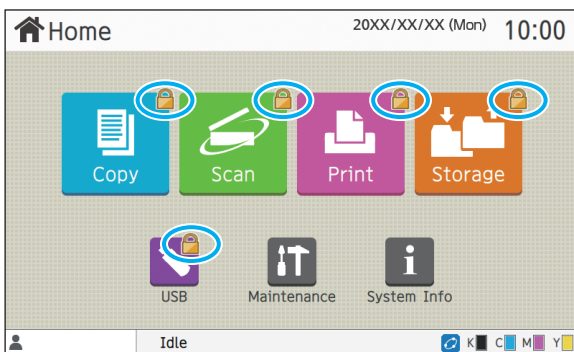 Home 20XX/XX/XX (Mon) 10:00
Copy Scan Print Storage
USB Maintenance System Info
Idle K C M Y